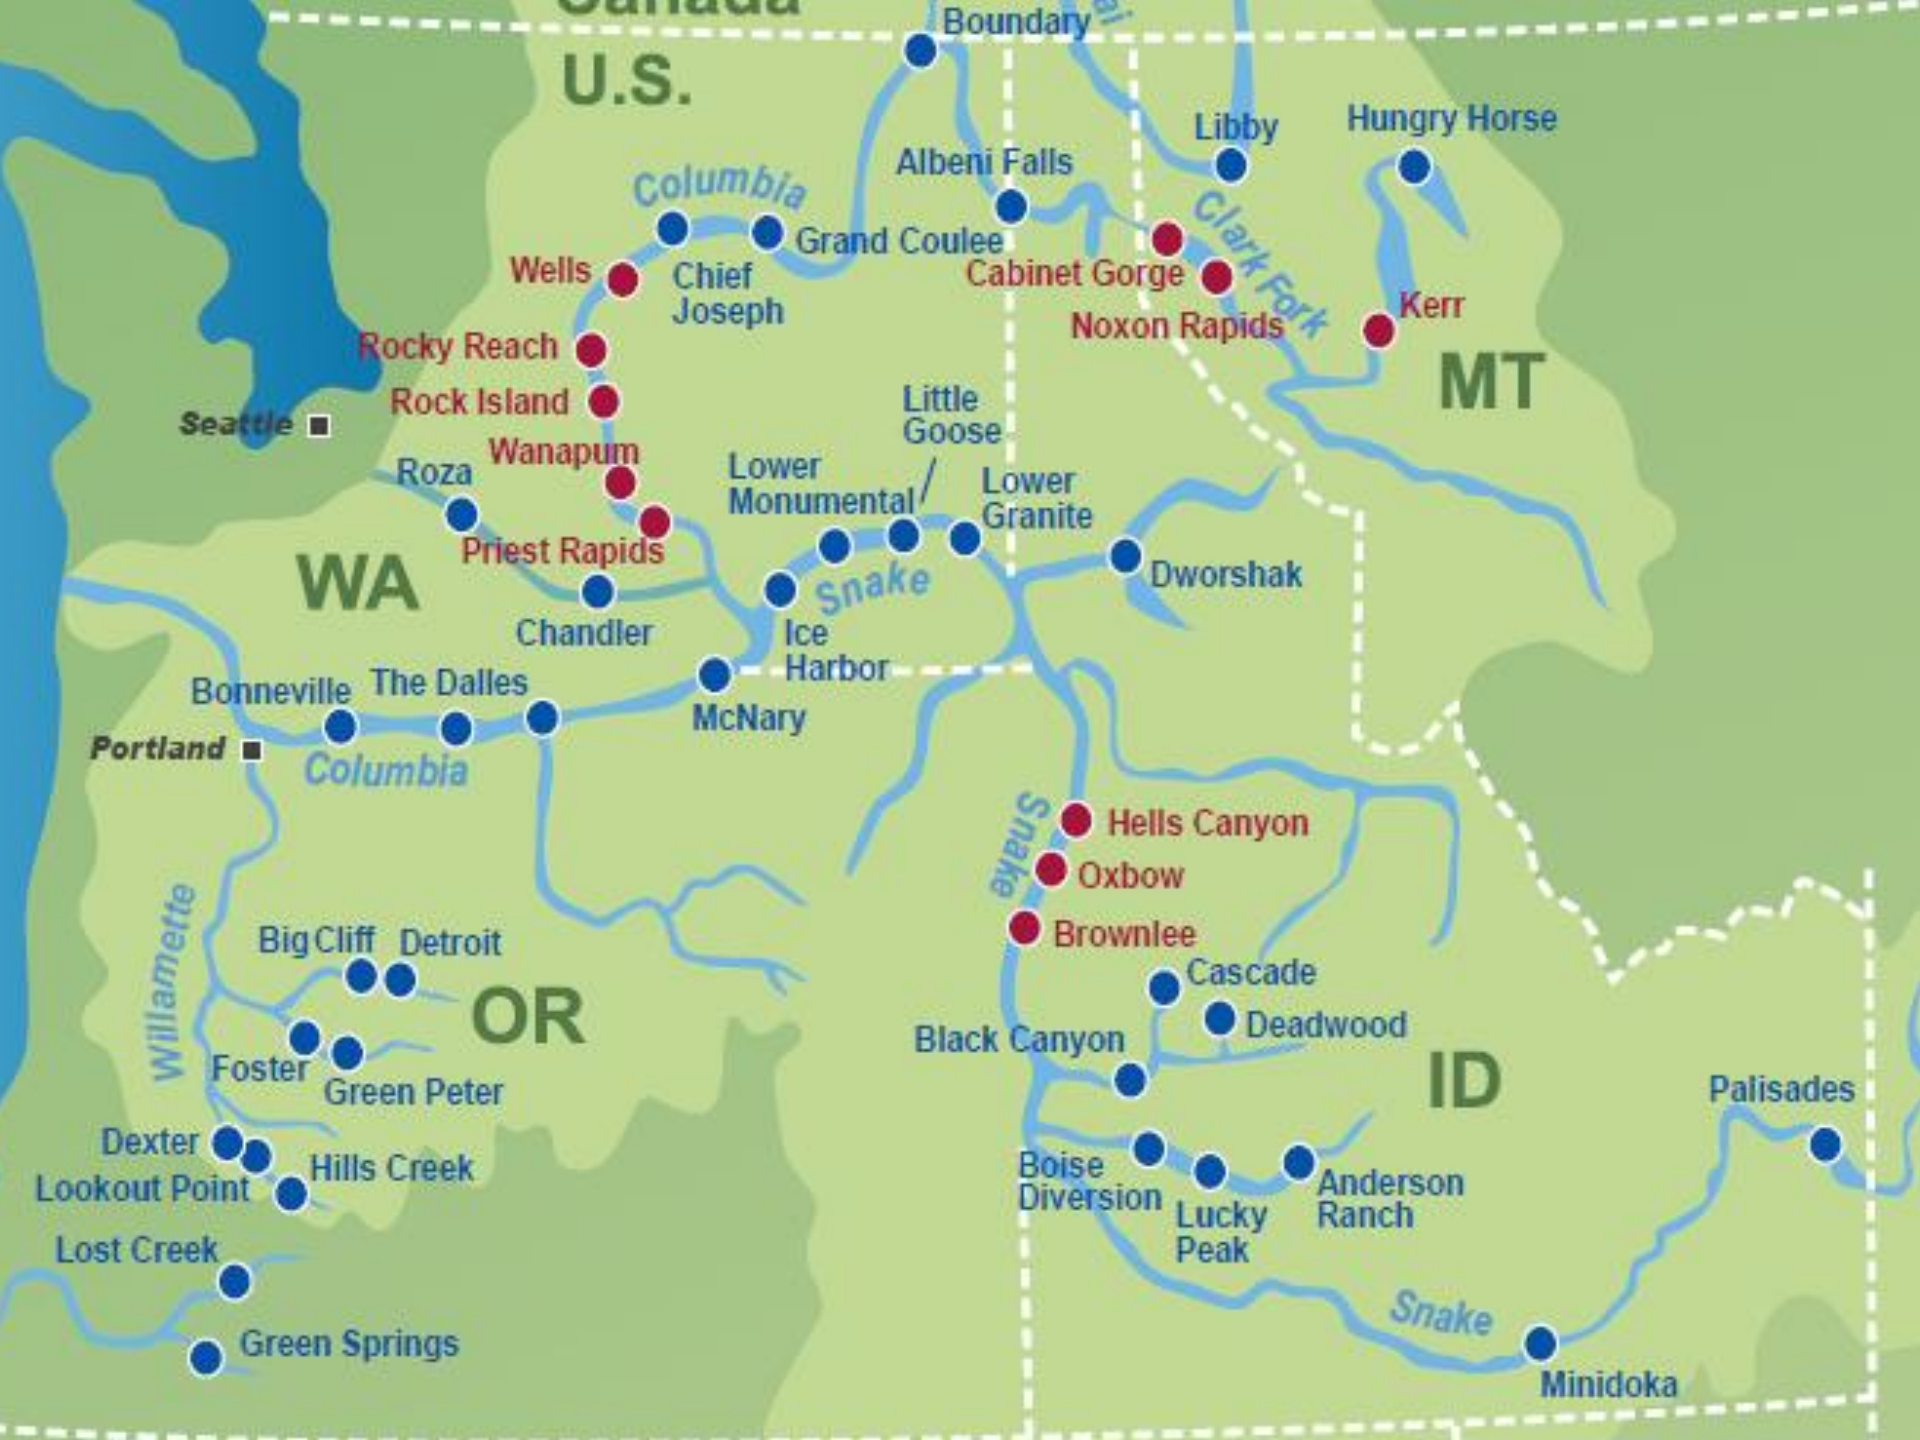 Canada
Boundary
ai
U.S.
Libby
Hungry Horse
Albeni Falls
Columbia
Clark Fork
Grand Coulee
Wells
Chief
Joseph
Cabinet Gorge
Kerr
Noxon Rapids
Rocky Reach
MT
Rock Island
Little
Goose
Seattle
Wanapum
Roza
Lower
Monumental
Lower
Granite
Priest Rapids
WA
Snake
Dworshak
Chandler
Ice
Harbor
Bonneville
The Dalles
McNary
Portland
Columbia
Snake
Hells Canyon
Oxbow
Willamette
Brownlee
Big Cliff
Detroit
Cascade
OR
Deadwood
Black Canyon
Foster
Green Peter
ID
Palisades
Dexter
Hills Creek
Lookout Point
Boise
Diversion
Lucky
Peak
Anderson
Ranch
Lost Creek
Snake
Green Springs
Minidoka